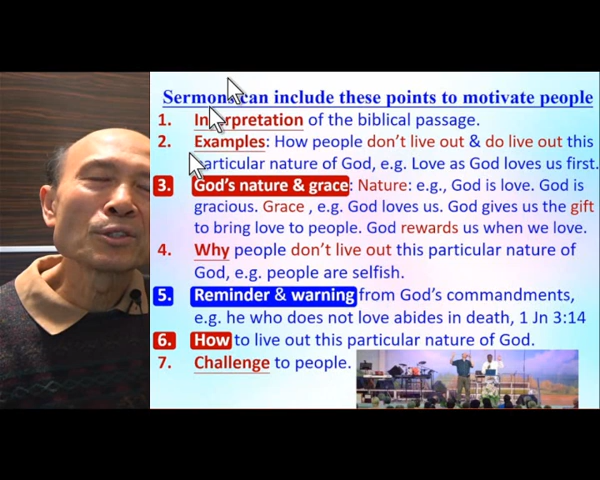 Sermons can include these points to motivate people
1. Interpretation of the biblical passage.
2. Examples: How people don't live out & do live out this
particular nature of God, e.g. Love as God loves us first.
3. God's nature & grace: Nature: e.g., God is love. God is
gracious. Grace , e.g. God loves us. God gives us the gift
to bring love to people. God rewards us when we love.
4. Why people don't live out this particular nature of
God, e.g. people are selfish.
5. Reminder & warning from God's commandments,
e.g. he who does not love abides in death, 1 Jn 3:14
6. How to live out this particular nature of God.
7. Challenge to people.